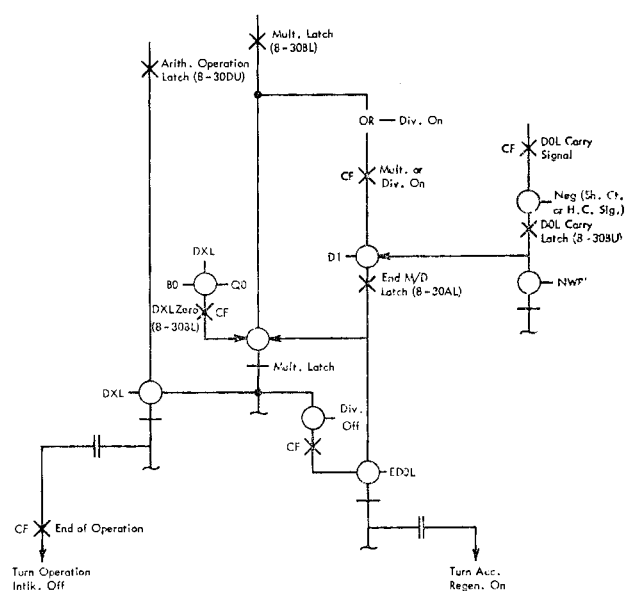 Mult. Latch
(8-30BL)
Arith. Operation
Latch (8-30DU)
OR
Div. On
CF
D0L Carry
Signal
CF
Mult. or
Div. On
Neg (Sh. Ct.
or H.C. Sig.)
D0L Carry
Latch (8-30BU)
DXL
D1
B0
Q0
End M/D
Latch (8-30AL)
NWP'
DXLZero
(8-30BL)
CF
Mult. Latch
DXL
Div.
Off
CF
ED0L
CF
End of Operation
Turn Operation
Intlk. Off
Turn Acc.
Regen. On